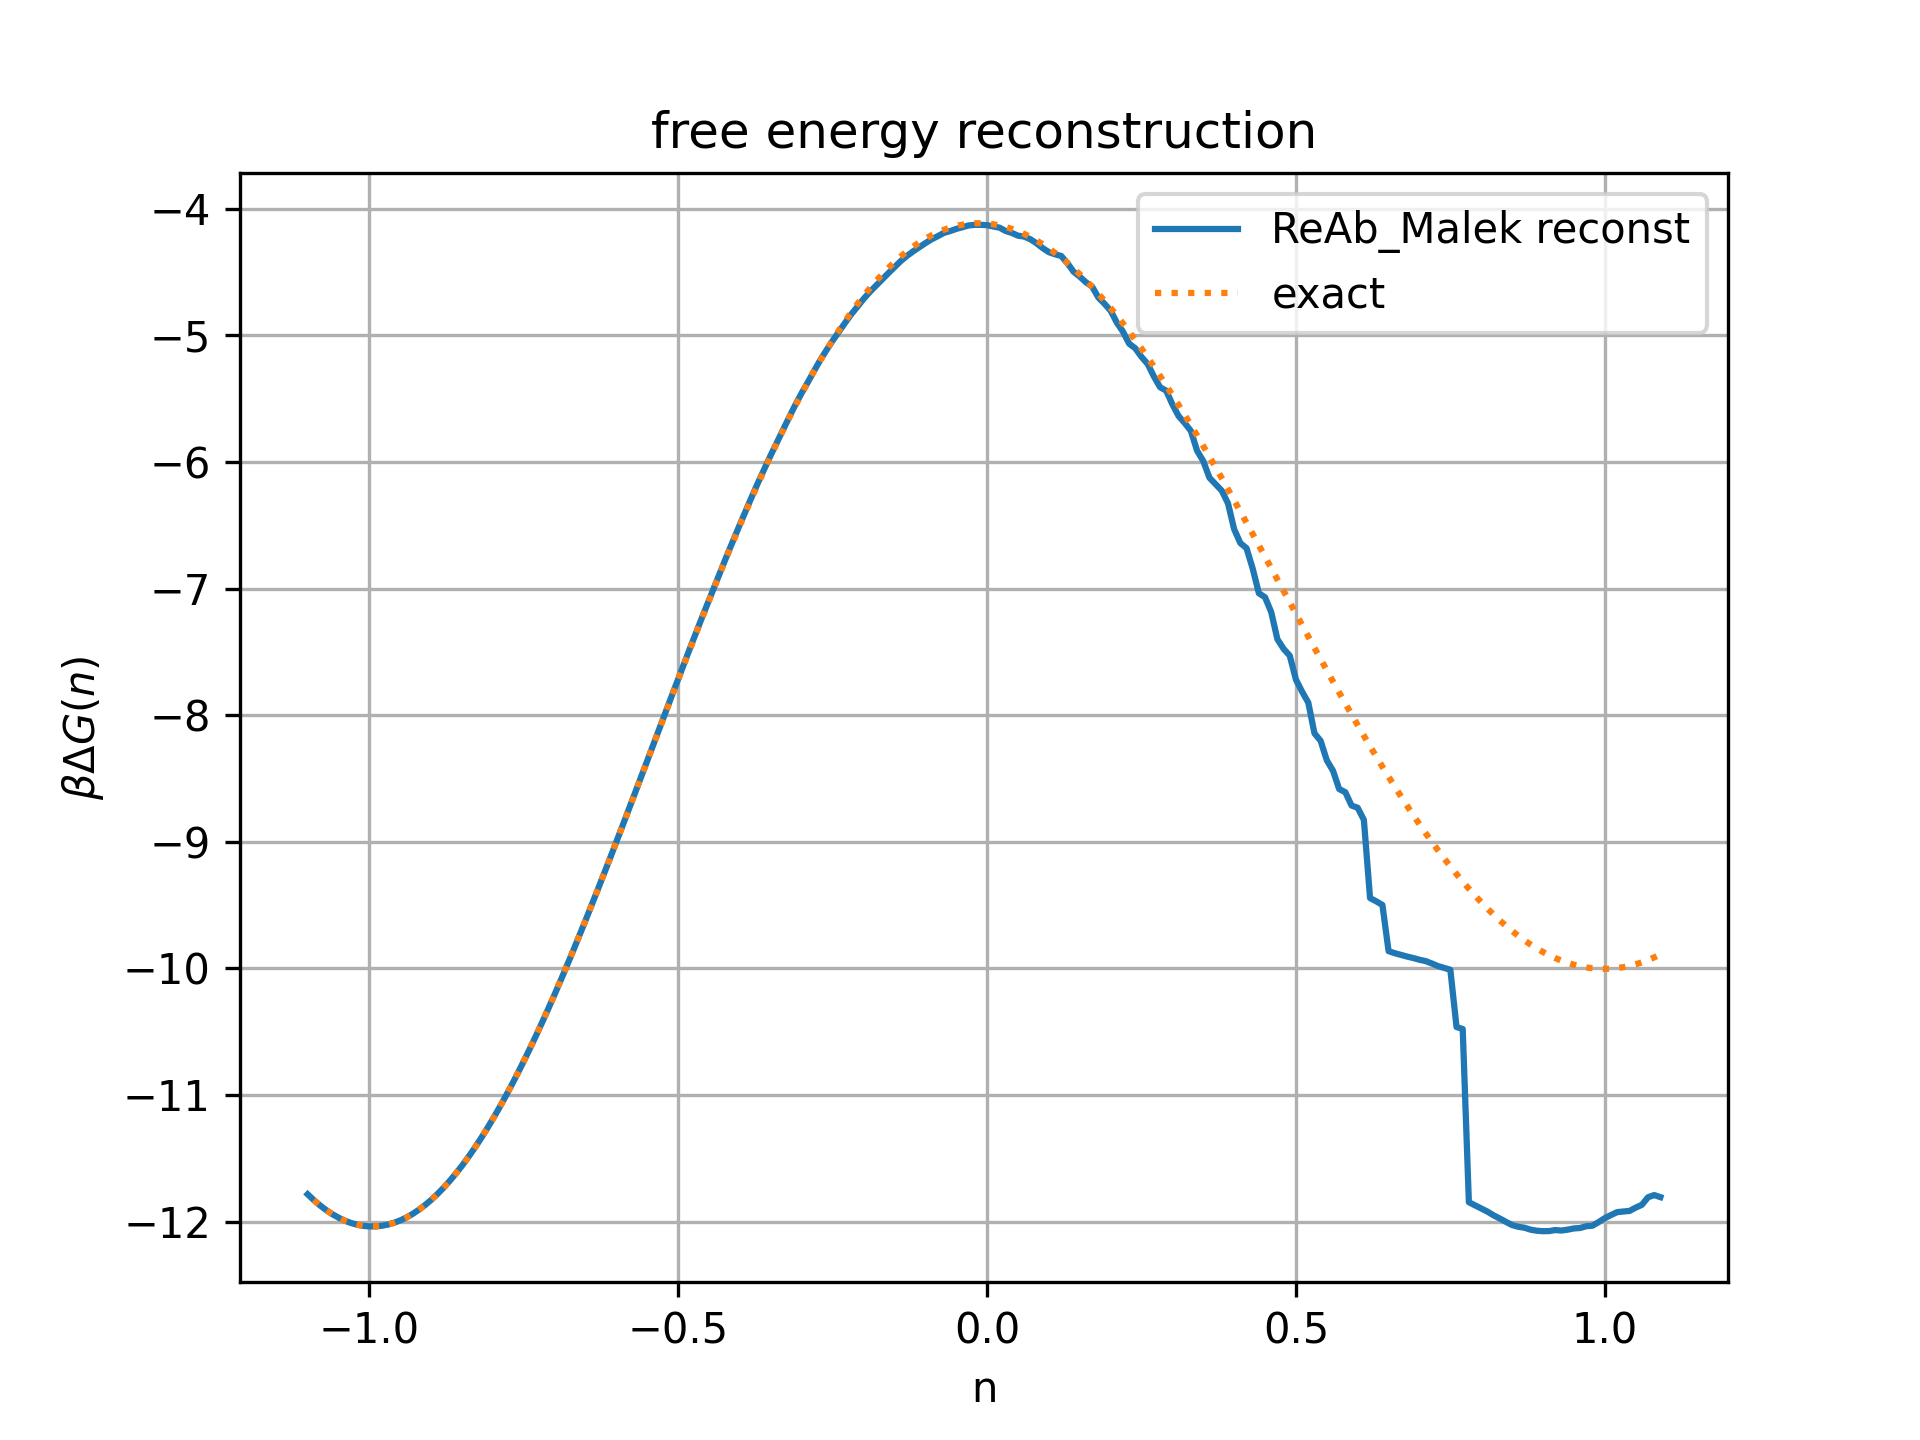 free energy reconstruction
ReAb_Malek reconst
exact
−4
−5
−6
−7
−8
−9
−10
−11
−12
βΔG(n)
−1.0 −0.5 0.0 0.5 1.0
n